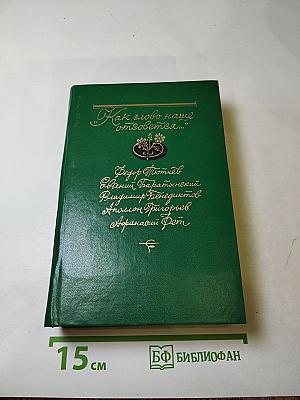 „Как слово наше
отзовется..."
Федор Тютчев
Евгений Баратынский
Владимир Бенедиктов
Аполлон Григорьев
Афанасий Фет
15 см
БФ БИБЛИОФАН